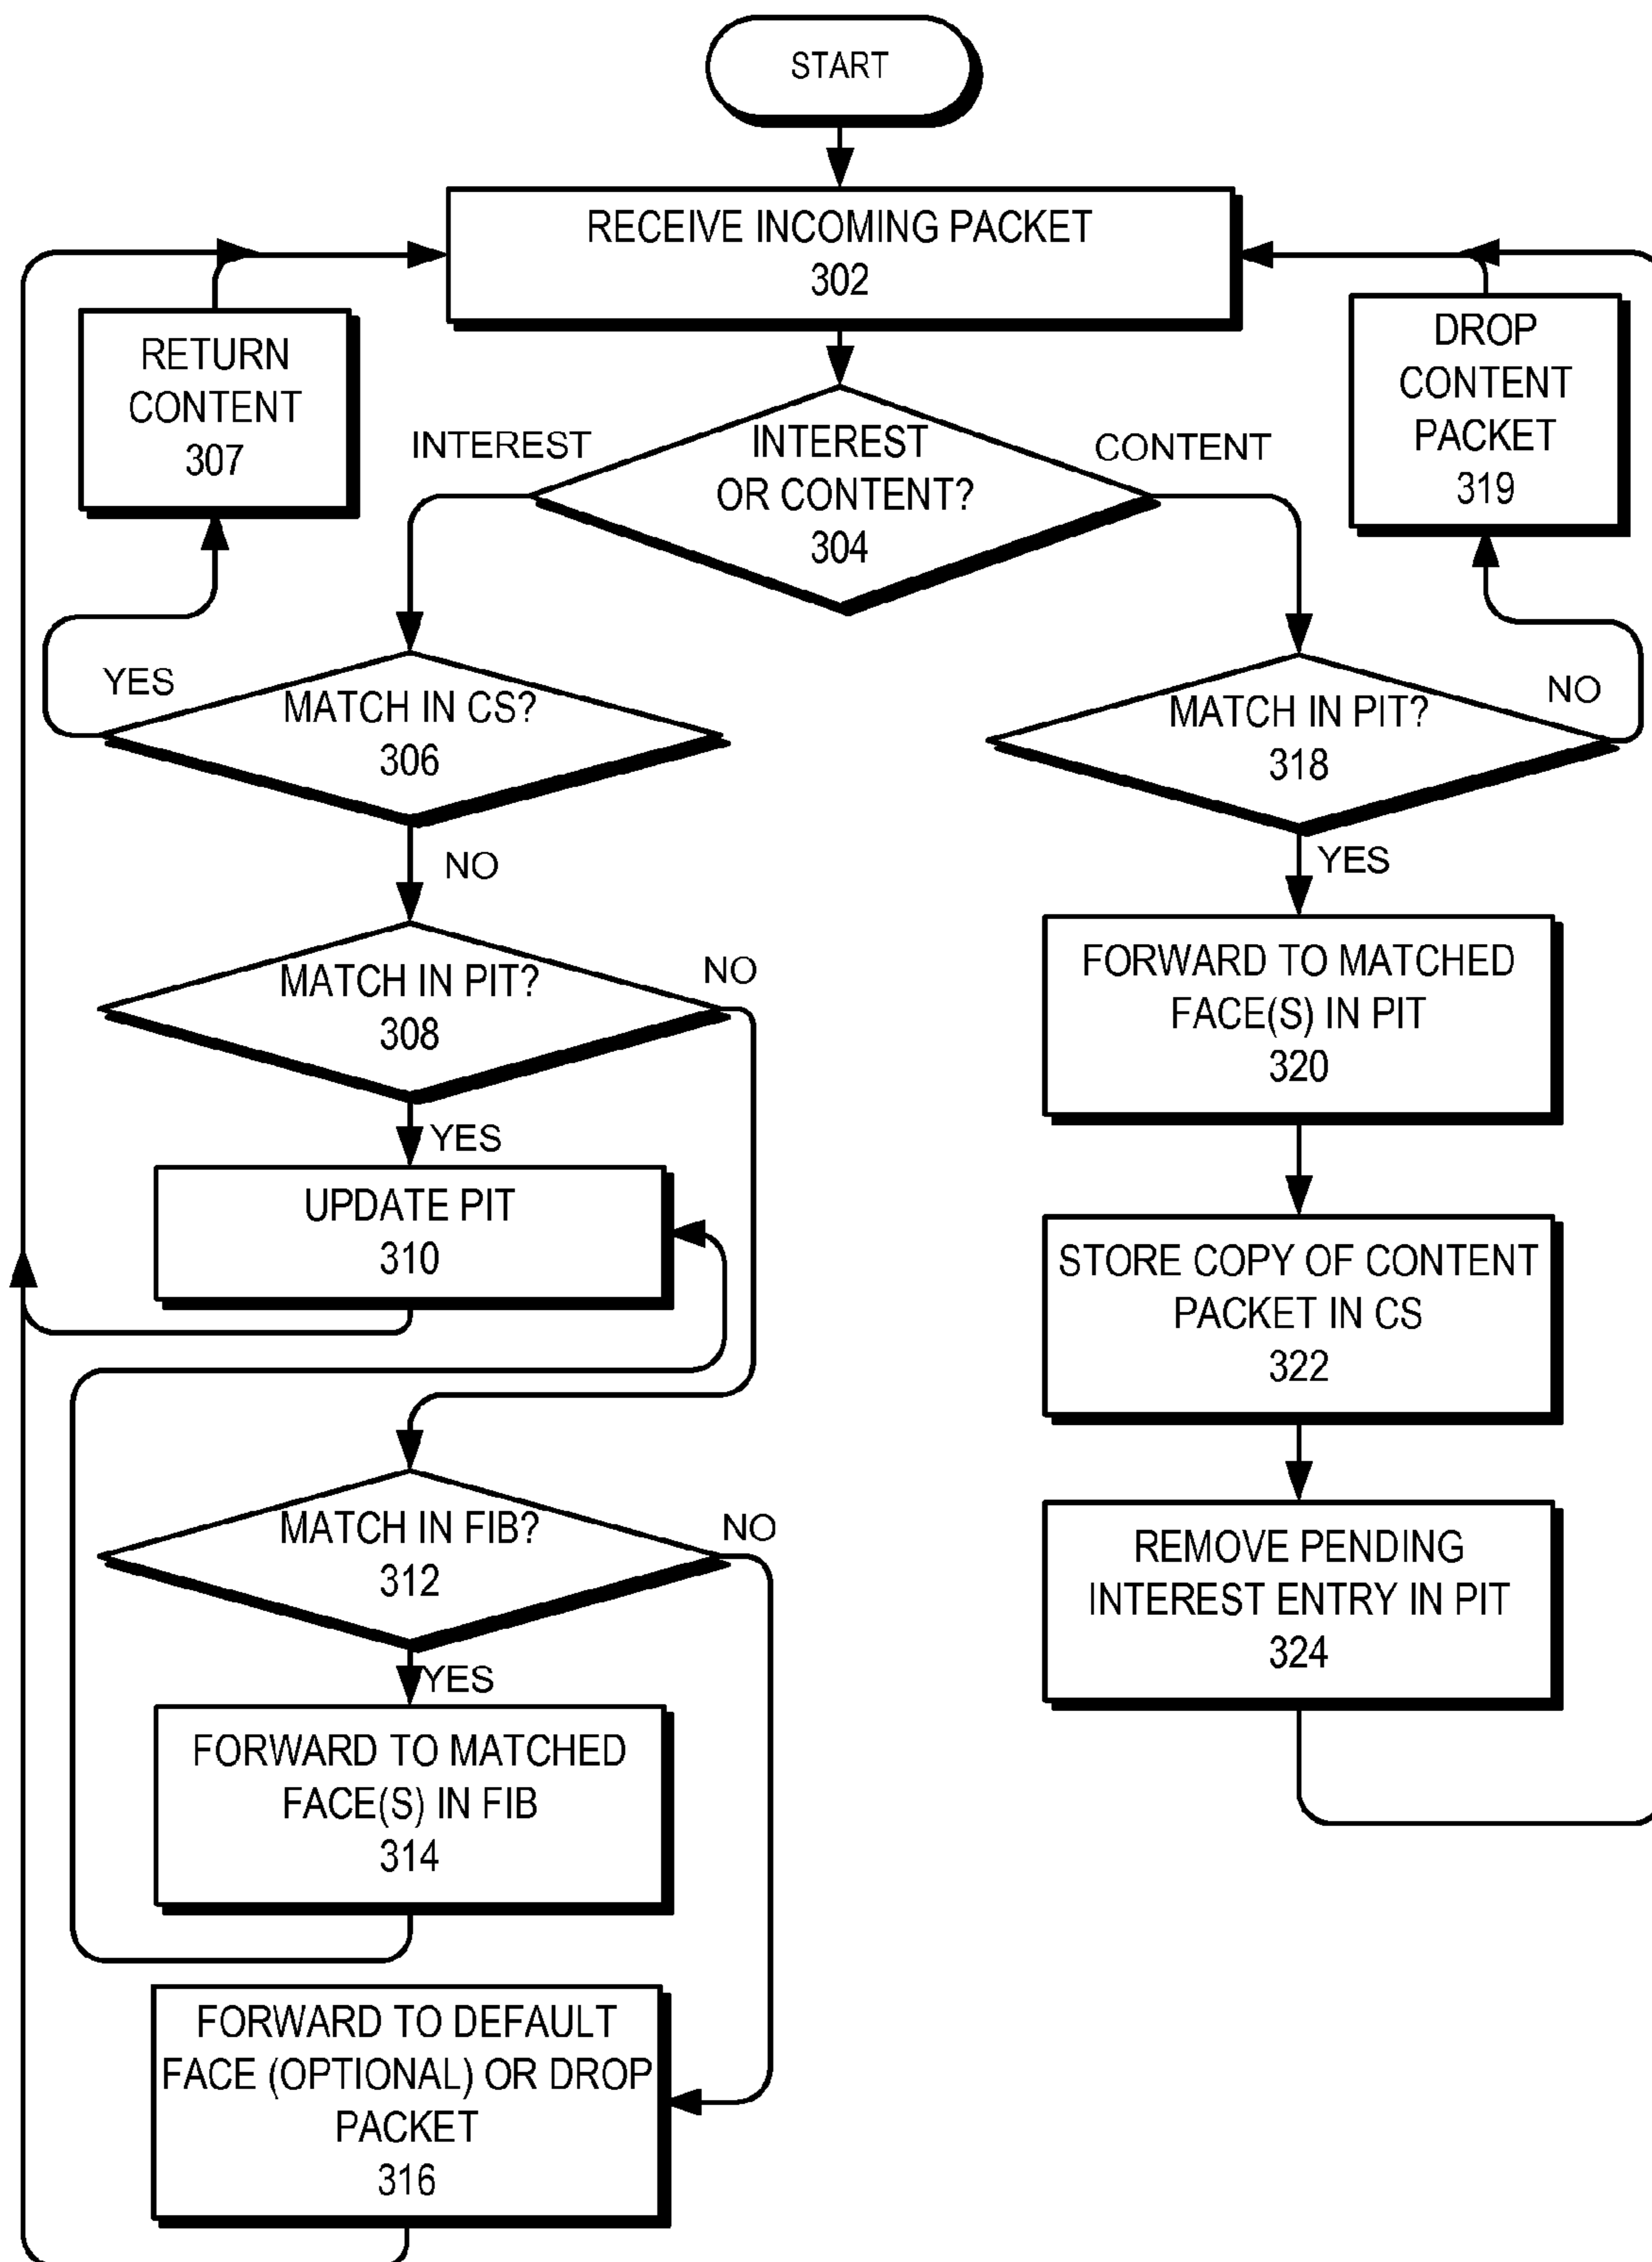 START
RECEIVE INCOMING PACKET
302
RETURN
CONTENT
307
DROP
CONTENT
PACKET
319
INTEREST
INTEREST
OR CONTENT?
304
CONTENT
YES
MATCH IN CS?
306
NO
MATCH IN PIT?
318
NO
YES
MATCH IN PIT?
308
NO
YES
UPDATE PIT
310
MATCH IN FIB?
312
NO
YES
FORWARD TO MATCHED
FACE(S) IN FIB
314
FORWARD TO DEFAULT
FACE (OPTIONAL) OR DROP
PACKET
316
FORWARD TO MATCHED
FACE(S) IN PIT
320
STORE COPY OF CONTENT
PACKET IN CS
322
REMOVE PENDING
INTEREST ENTRY IN PIT
324